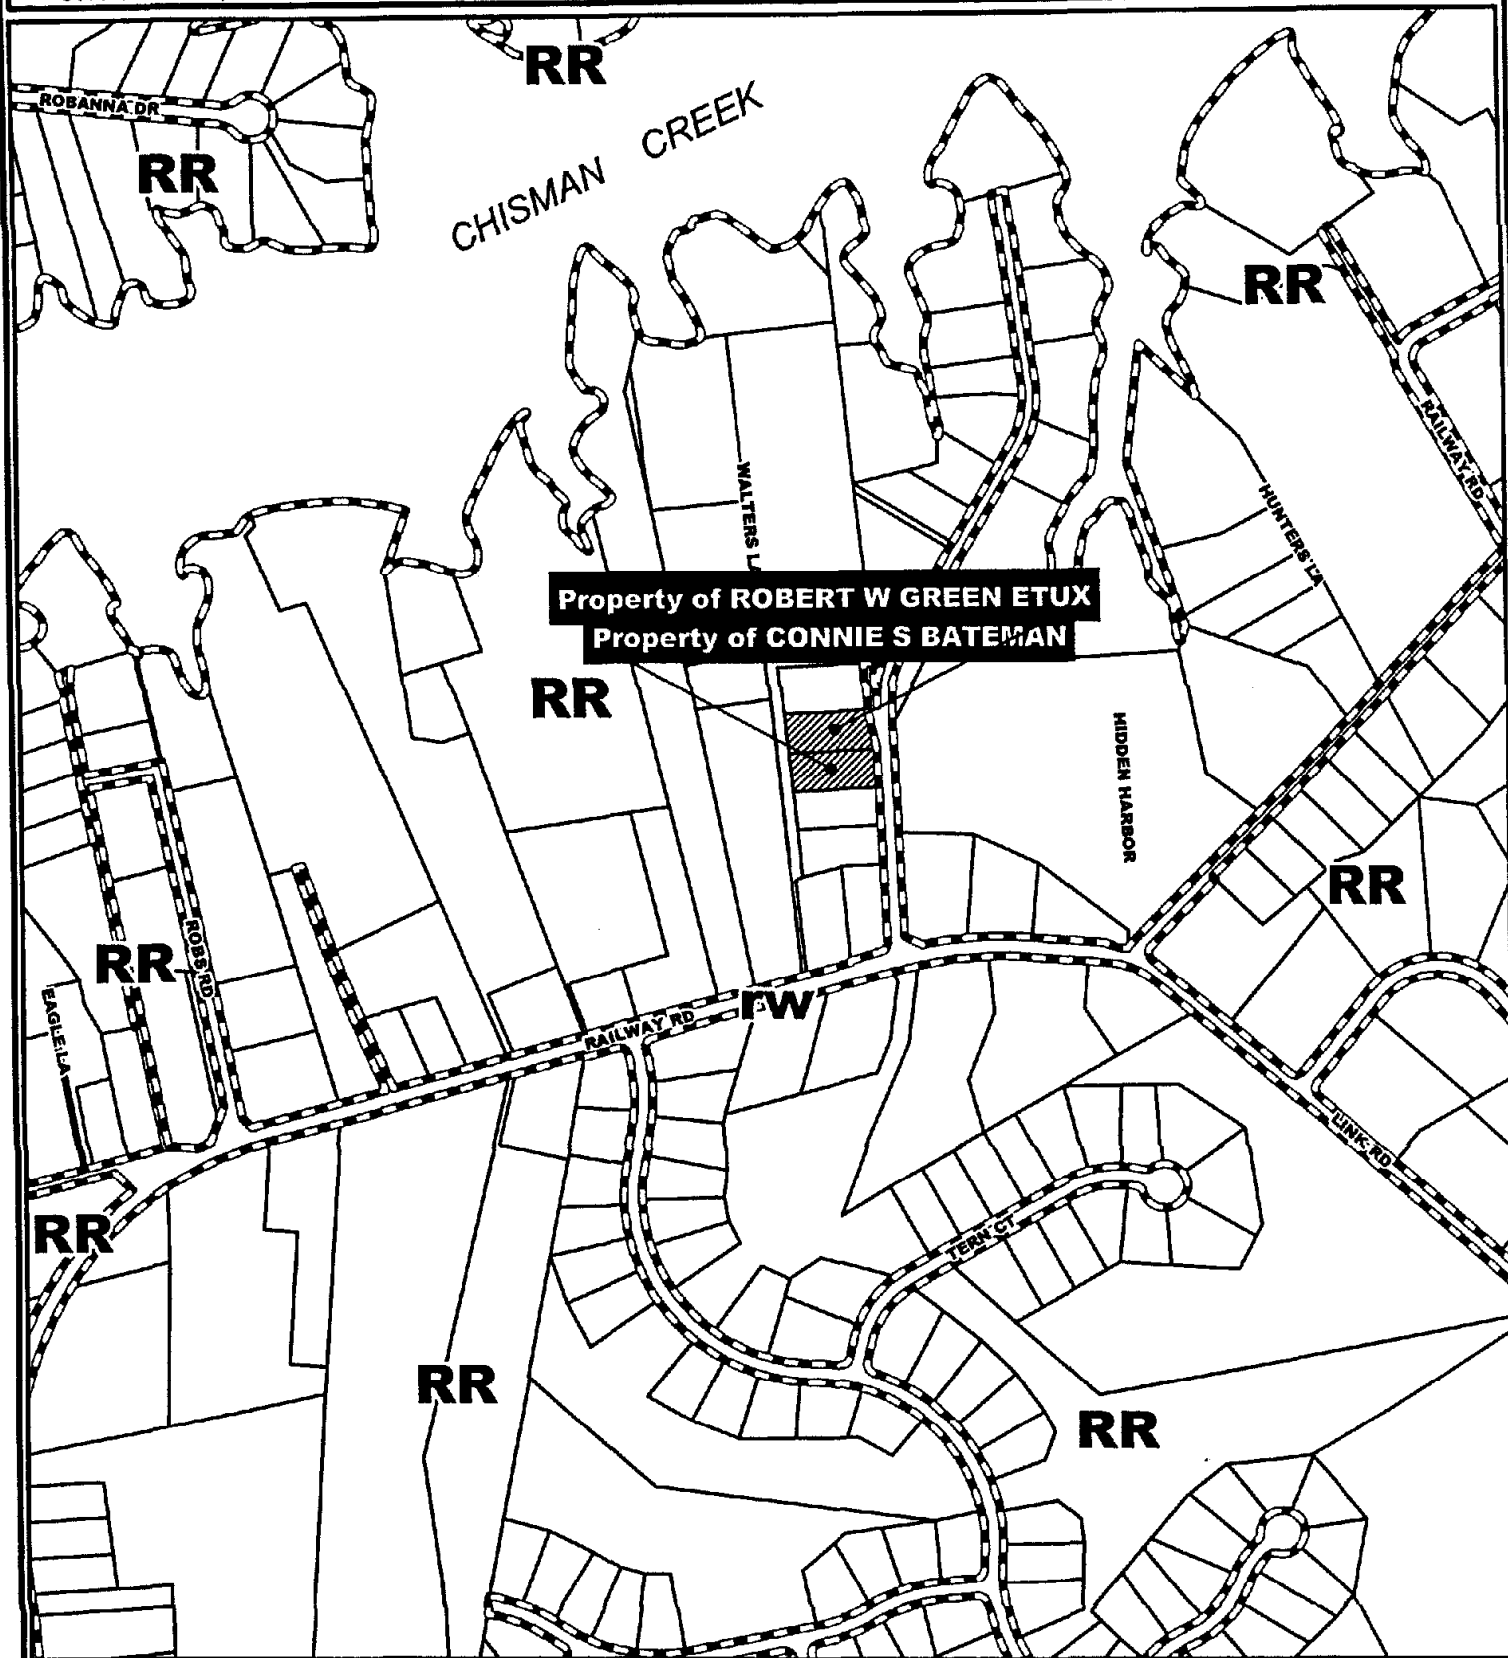 RR
ROBANNA DR
CHISMAN CREEK
RR
RR
RAILWAY RD
WALTERS
HUNTERS LA
Property of ROBERT W GREEN ETUX
Property of CONNIE S BATEMAN
RR
HIDDEN HARBOR
RR
RR
ROBS RD
EAGLE LA
rw
RAILWAY RD
LINK RD
RR
TERN CT
RR
RR